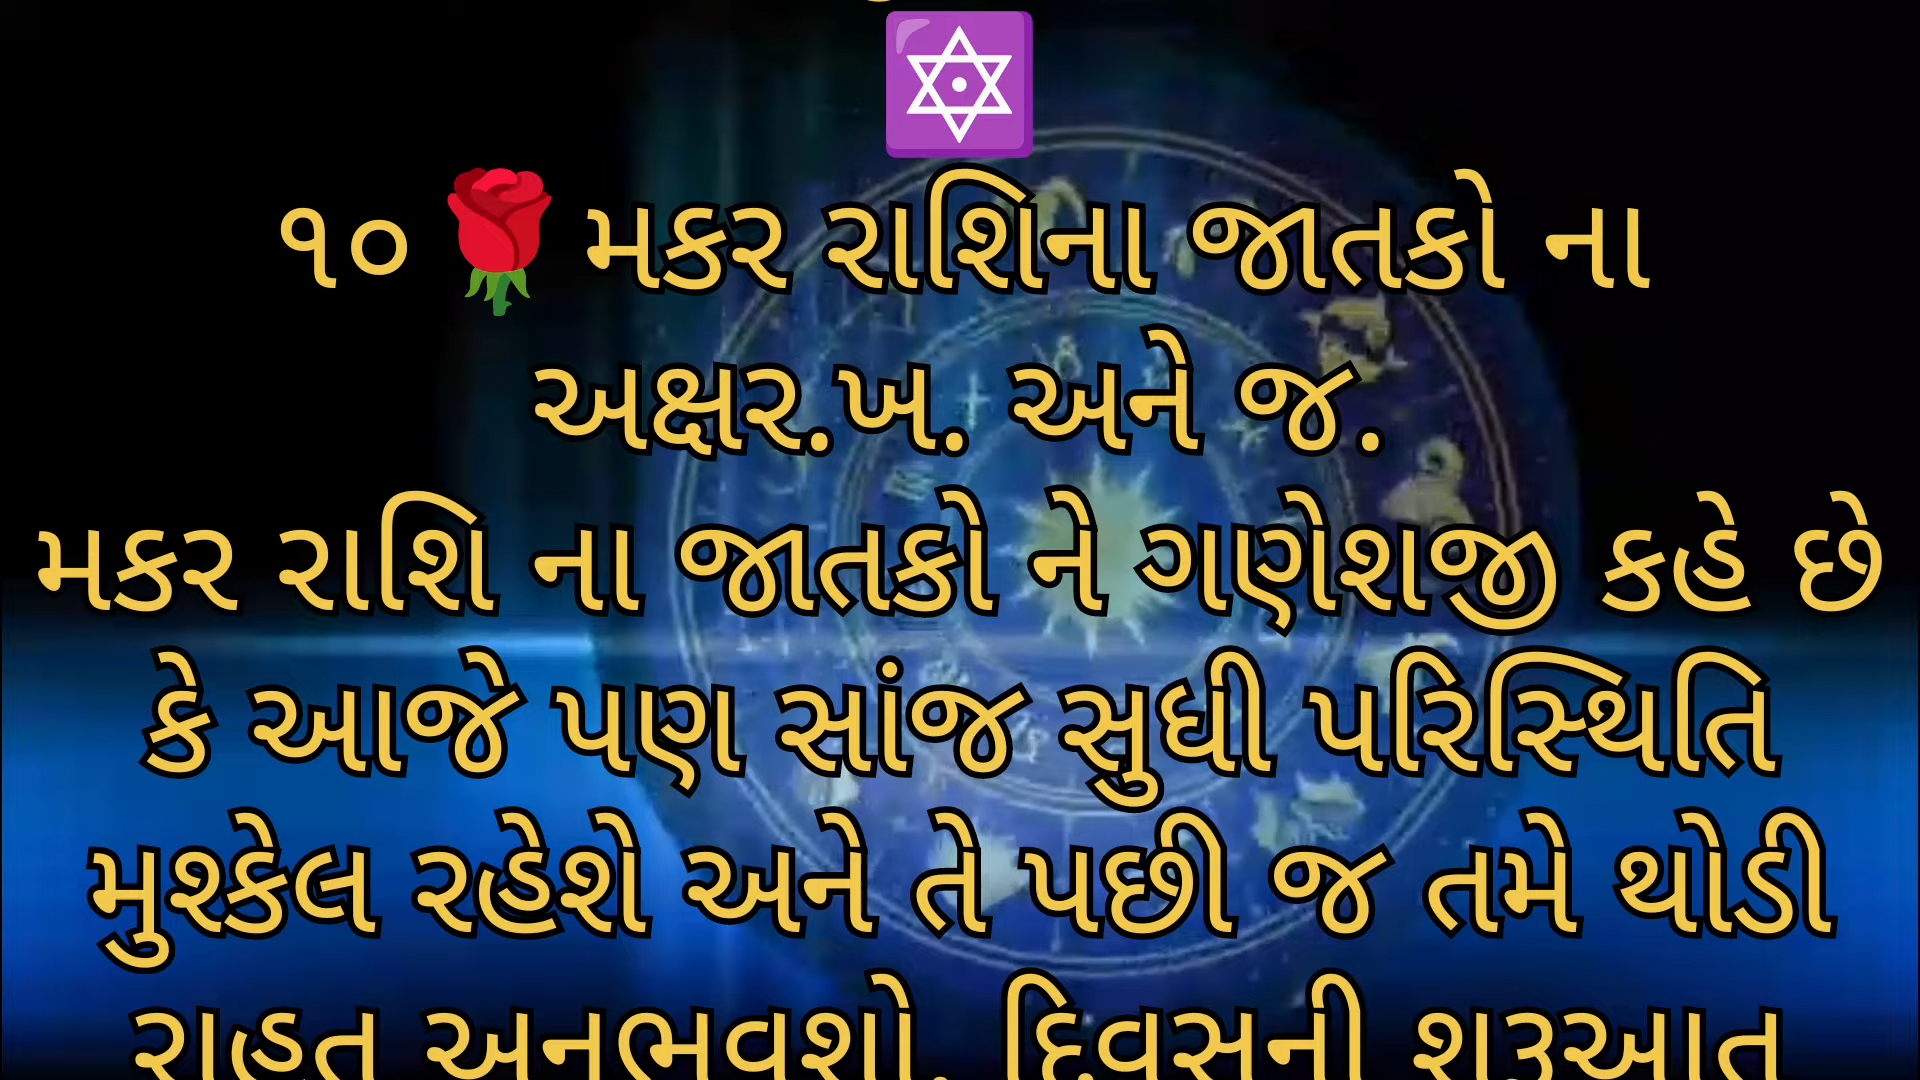 ૧૦🌹મકર રાશિના જાતકો ના
અક્ષર.ખ. અને જ.
મકર રાશિ ના જાતકો ને ગણેશજી કહે છે
કે આજે પણ સાંજ સુધી પરિસ્થિતિ
મુશ્કેલ રહેશે અને તે પછી જ તમે થોડી
રાહત અનુભવશો. દિવસની શરૂઆત